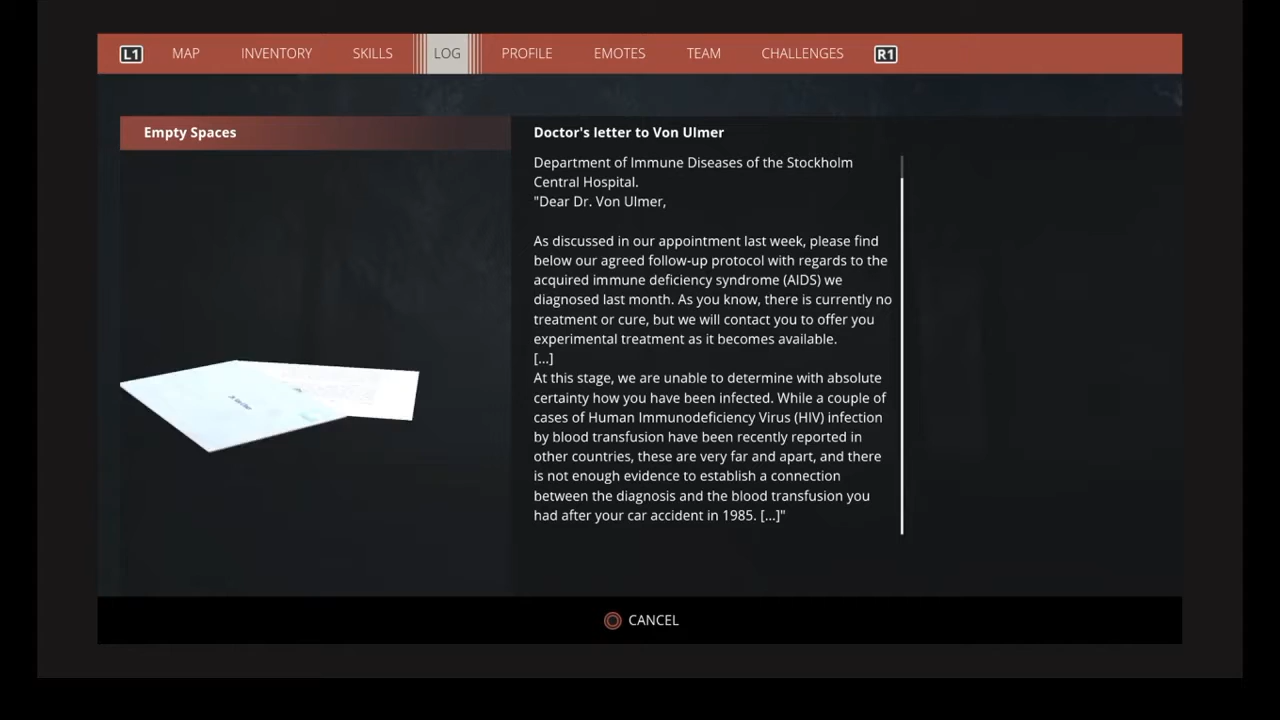 L1 MAP INVENTORY SKILLS LOG PROFILE EMOTES TEAM CHALLENGES R1
Empty Spaces
Doctor's letter to Von Ulmer
Department of Immune Diseases of the Stockholm
Central Hospital.
"Dear Dr. Von Ulmer,
As discussed in our appointment last week, please find
below our agreed follow-up protocol with regards to the
acquired immune deficiency syndrome (AIDS) we
diagnosed last month. As you know, there is currently no
treatment or cure, but we will contact you to offer you
experimental treatment as it becomes available.
[...]
At this stage, we are unable to determine with absolute
certainty how you have been infected. While a couple of
cases of Human Immunodeficiency Virus (HIV) infection
by blood transfusion have been recently reported in
other countries, these are very far and apart, and there
is not enough evidence to establish a connection
between the diagnosis and the blood transfusion you
had after your car accident in 1985. [...]"
CANCEL